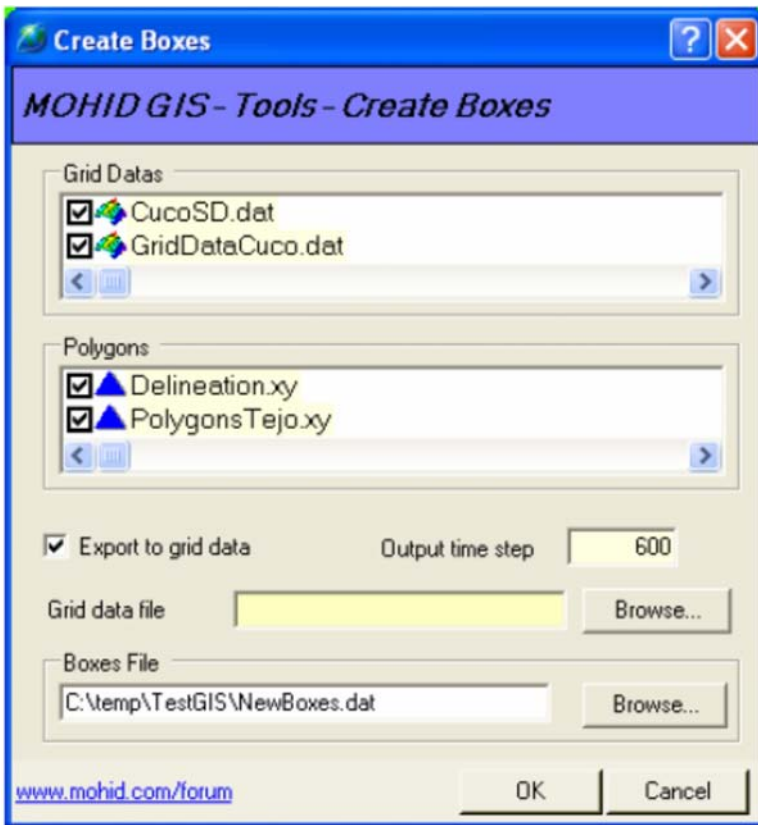 Create Boxes
MOHID GIS - Tools - Create Boxes
Grid Datas
CucoSD.dat
GridDataCuco.dat
Polygons
Delineation.xy
PolygonsTejo.xy
Export to grid data Output time step 600
Grid data file Browse...
Boxes File
C:\temp\TestGIS\NewBoxes.dat Browse...
www.mohid.com/forum OK Cancel